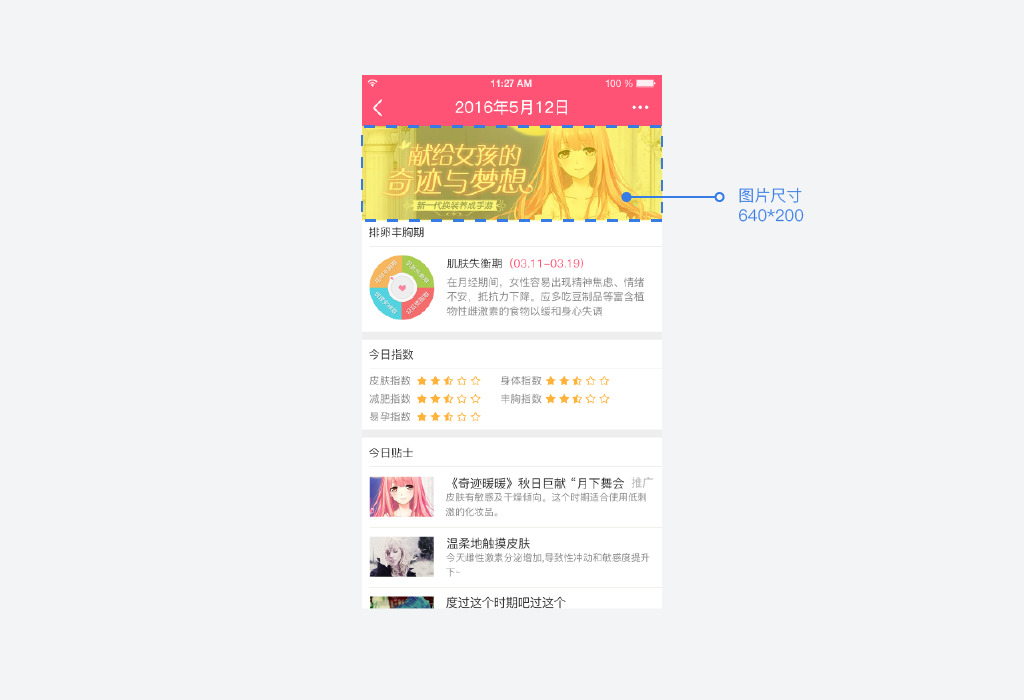 11:27 AM
100 %
2016年5月12日
献给女孩的
奇迹与梦想
新一代换装养成手游
图片尺寸
640*200
排卵丰胸期
肌肤失衡期 (03.11-03.19)
在月经期间，女性容易出现精神焦虑、情绪
不安，抵抗力下降。应多吃豆制品等富含植
物性雌激素的食物以缓和身心失调
今日指数
皮肤指数
身体指数
减肥指数
丰胸指数
易孕指数
今日贴士
《奇迹暖暖》秋日巨献 “月下舞会
推广
皮肤有敏感及干燥倾向。这个时期适合使用低刺
激的化妆品。
温柔地触摸皮肤
今天雌性激素分泌增加,导致性冲动和敏感度提升
下~
度过这个时期吧过这个